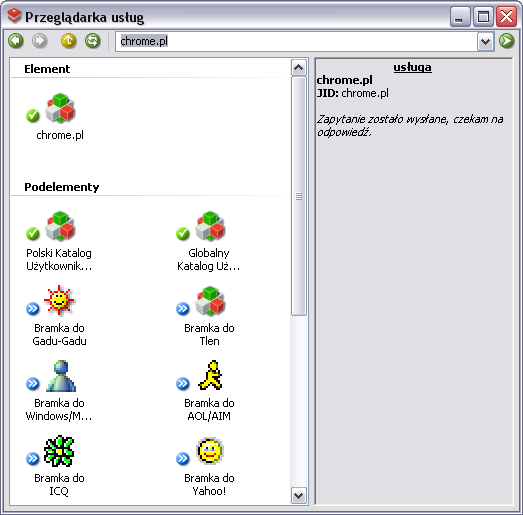 Przeglądarka usług
chrome.pl
Element
chrome.pl
Podelementy
Polski Katalog
Użytkownik...
Globalny
Katalog Uż...
Bramka do
Gadu-Gadu
Bramka do
Tlen
Bramka do
Windows/M...
Bramka do
AOL/AIM
Bramka do
ICQ
Bramka do
Yahoo!
usługa
chrome.pl
JID: chrome.pl
Zapytanie zostało wysłane, czekam na
odpowiedź.